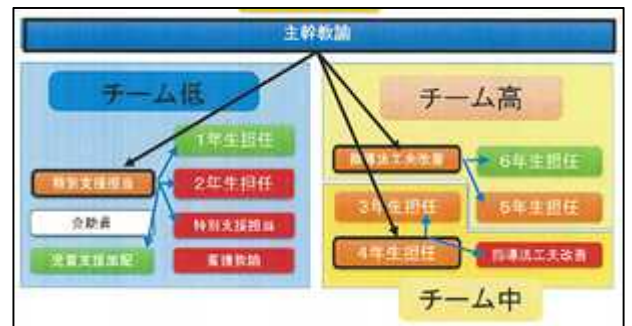 主幹教諭
チーム低
1年生担任
特別支援担当
2年生担任
介助員
特別支援担当
児童支援加配
養護教諭
チーム高
指導法工夫改善
6年生担任
3年生担任
5年生担任
4年生担任
指導法工夫改善
チーム中